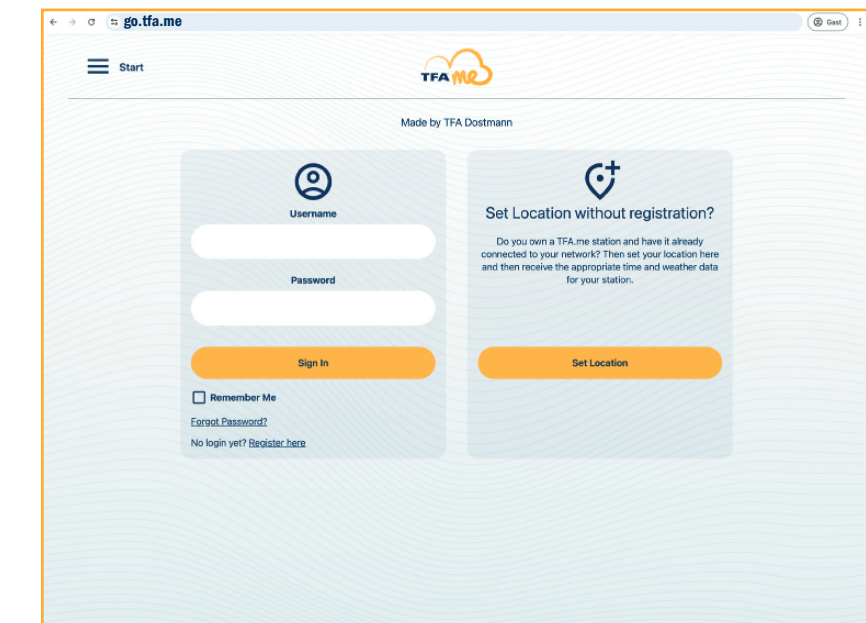 go.tfa.me
Gast
Start
TFA me
Made by TFA Dostmann
Username
Password
Sign In
Remember Me
Forgot Password?
No login yet? Register here
Set Location without registration?
Do you own a TFA.me station and have it already
connected to your network? Then set your location here
and then receive the appropriate time and weather data
for your station.
Set Location